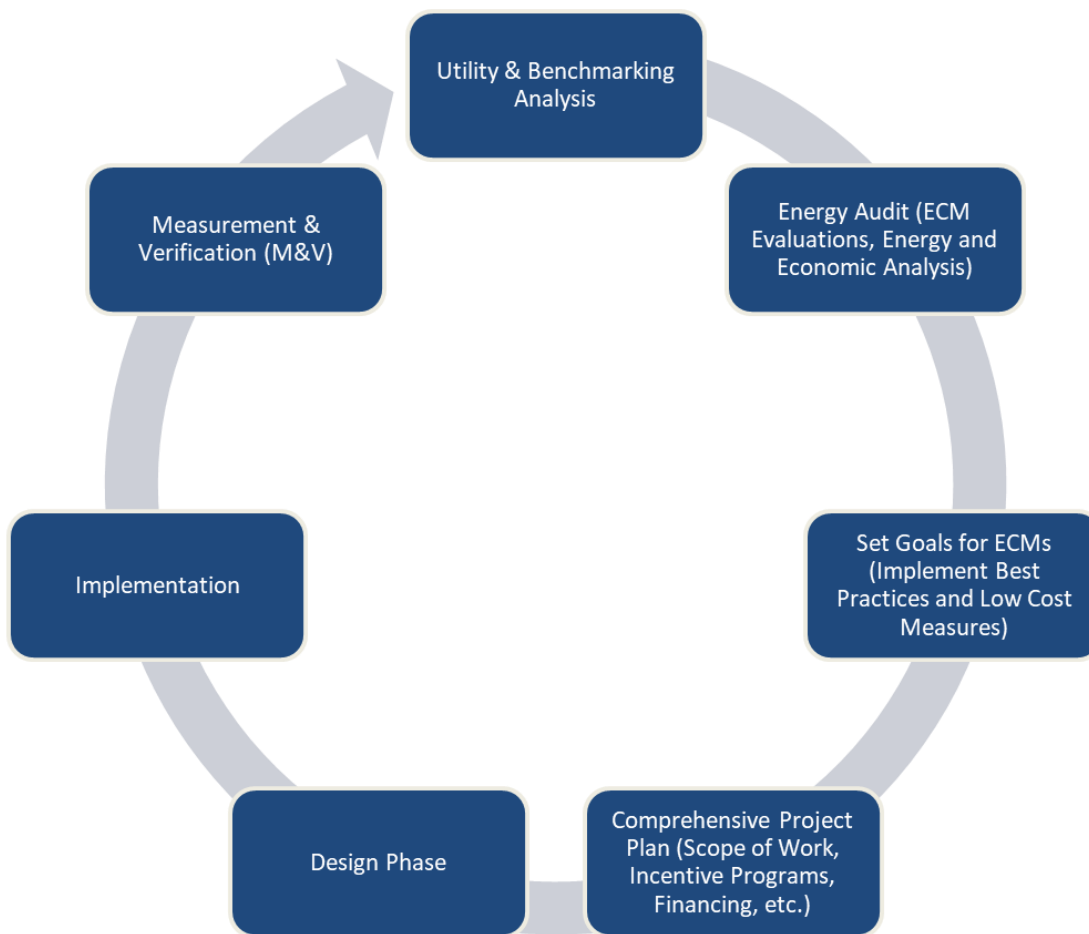 Utility & Benchmarking
Analysis
Energy Audit (ECM
Evaluations, Energy and
Economic Analysis)
Set Goals for ECMs
(Implement Best
Practices and Low Cost
Measures)
Comprehensive Project
Plan (Scope of Work,
Incentive Programs,
Financing, etc.)
Design Phase
Implementation
Measurement &
Verification (M&V)